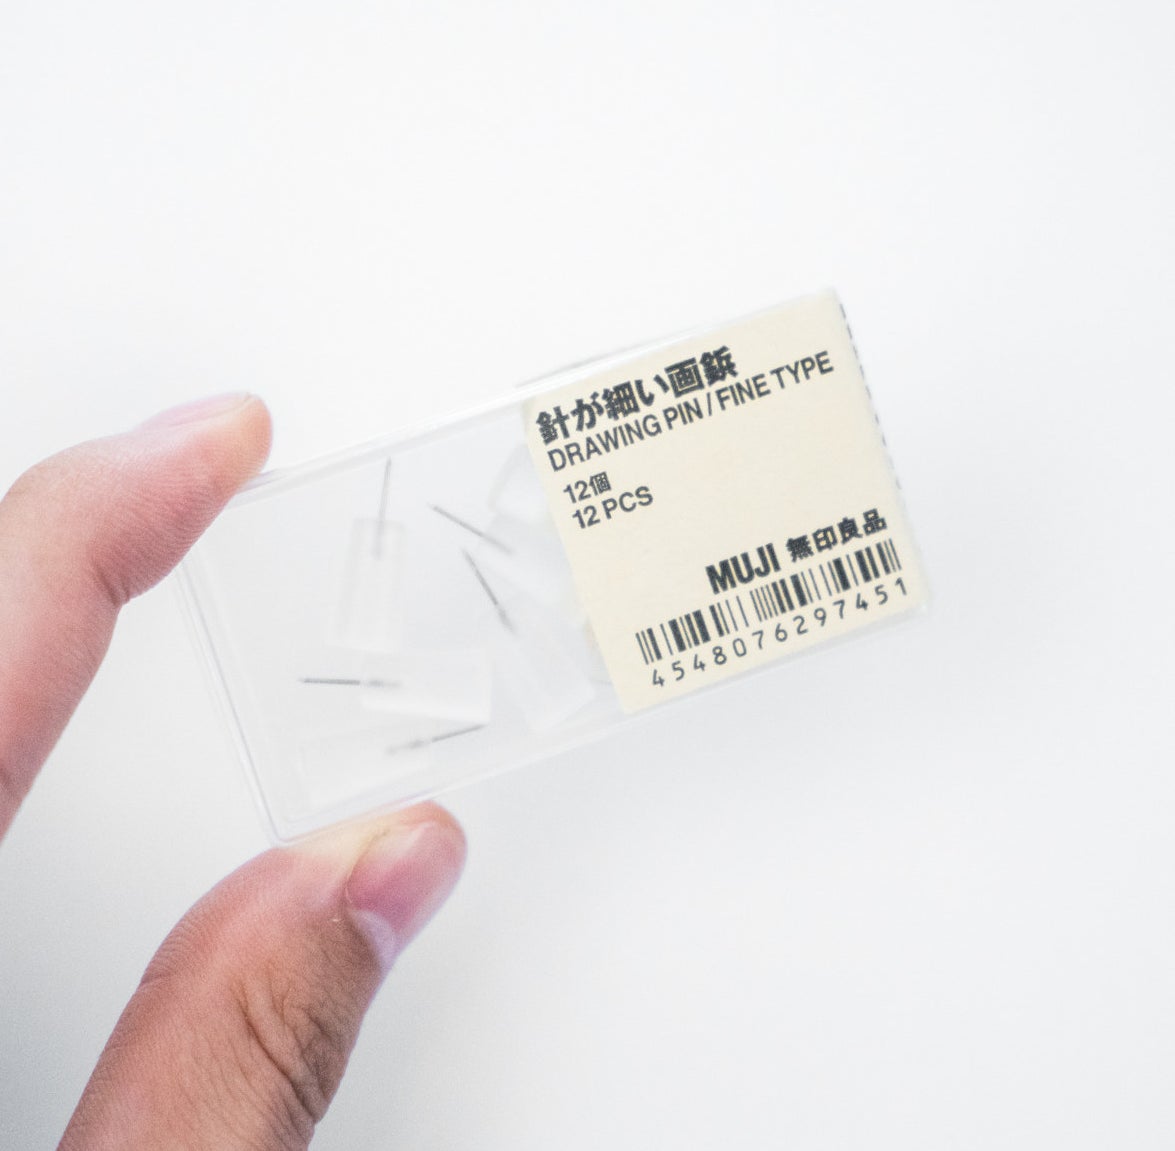 針が細い画鋲
DRAWING PIN / FINE TYPE
12個
12 PCS
MUJI 無印良品
4548076297451